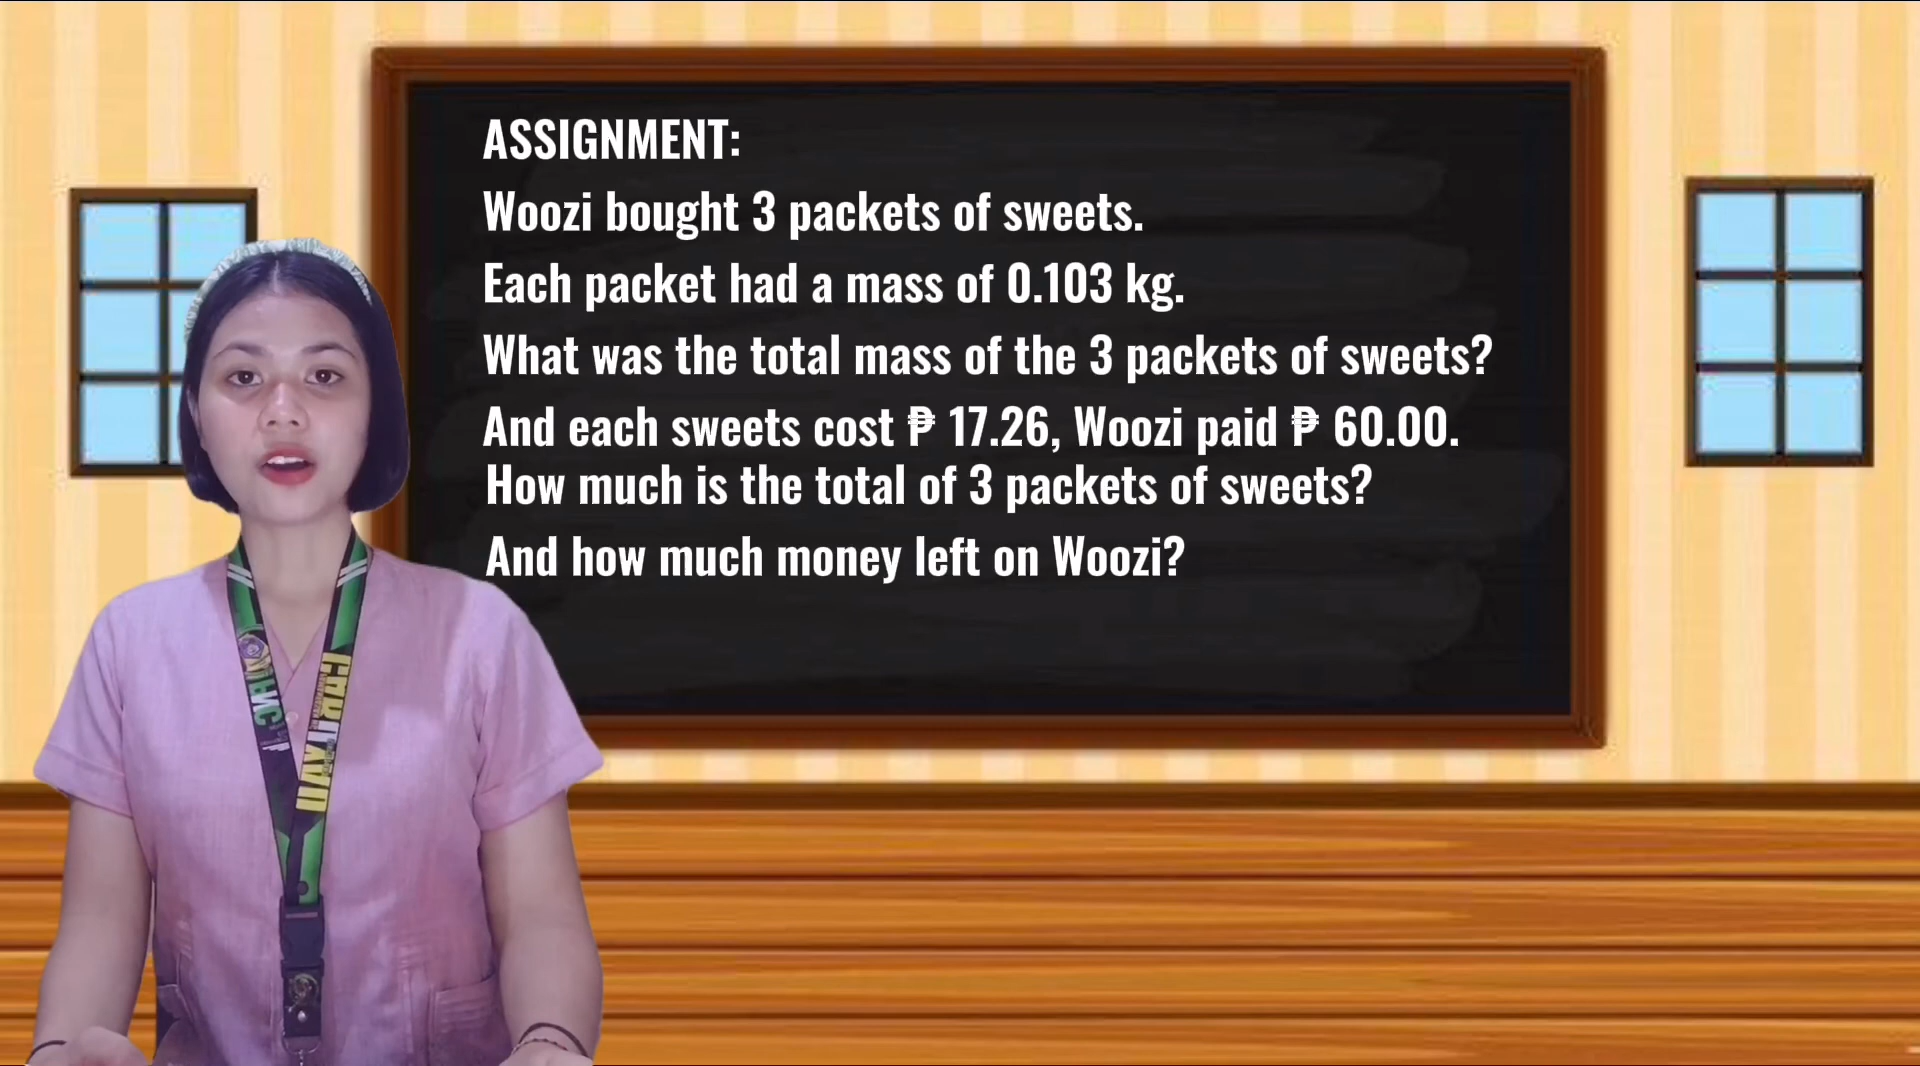 ASSIGNMENT:
Woozi bought 3 packets of sweets.
Each packet had a mass of 0.103 kg.
What was the total mass of the 3 packets of sweets?
And each sweets cost ₱ 17.26, Woozi paid ₱ 60.00.
How much is the total of 3 packets of sweets?
And how much money left on Woozi?